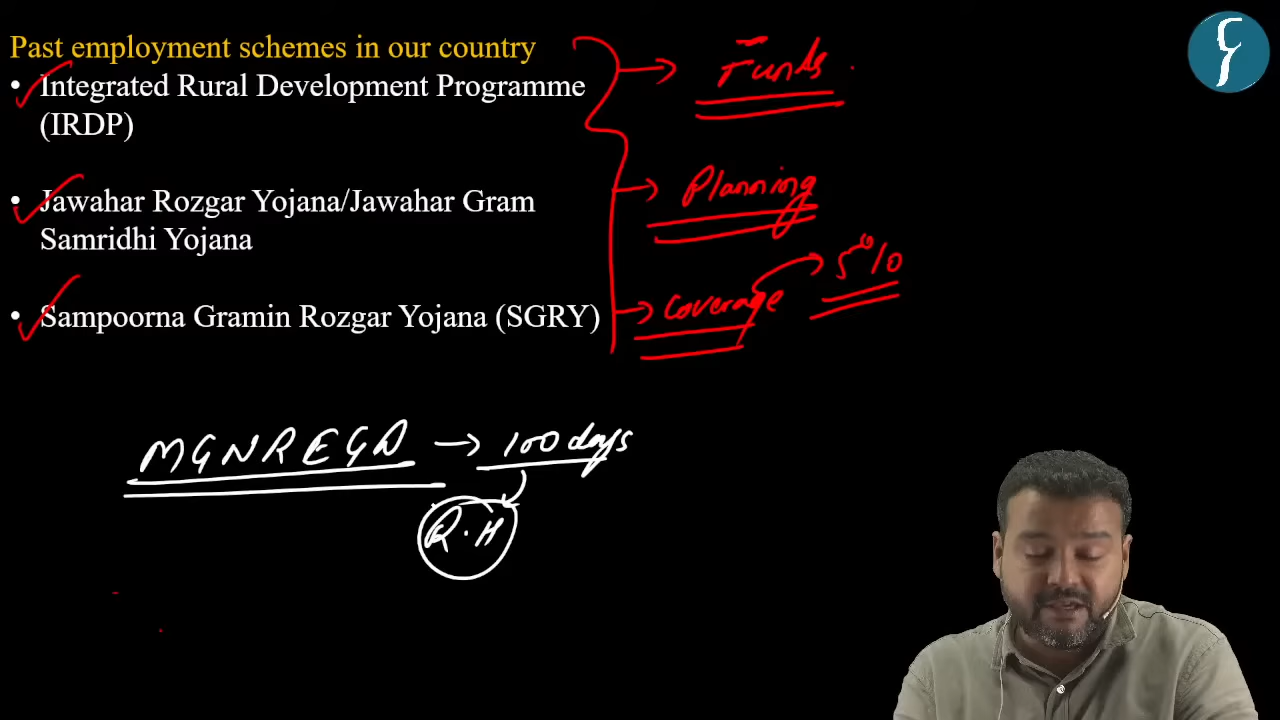 Past employment schemes in our country
• Integrated Rural Development Programme
(IRDP)
• Jawahar Rozgar Yojana/Jawahar Gram
Samridhi Yojana
• Sampoorna Gramin Rozgar Yojana (SGRY)
→ Funds
→ Planning
→ Coverage → 5%
MGNREGA → 100 days
R.H